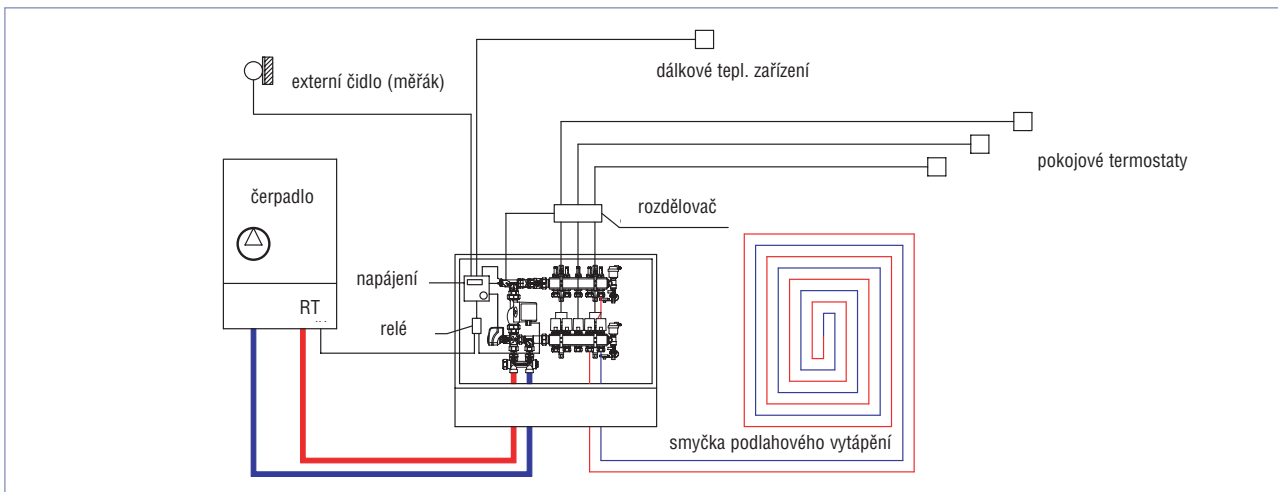 externí čidlo (měřák)
dálkové tepl. zařízení
pokojové termostaty
čerpadlo
rozdělovač
napájení
RT
relé
smyčka podlahového vytápění